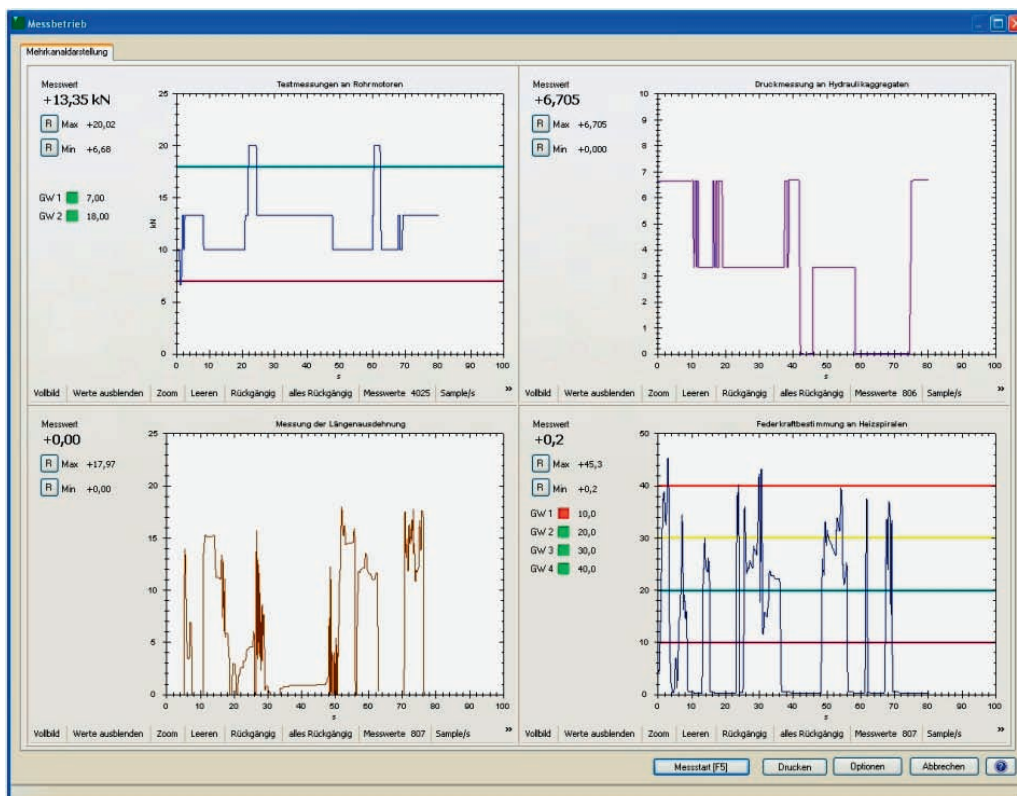 Messbetrieb
Mehrkanaldarstellung
Messwert
+13,35 kN
R Max +20,02
R Min +6,68
GW 1 7,00
GW 2 18,00
Testmessungen an Rohrmotoren
25
20
15
10
5
0
kN
0 10 20 30 40 50 60 70 80 90 100
s
Vollbild Werte ausblenden Zoom Leeren Rückgängig alles Rückgängig Messwerte 4025 Sample/s »
Messwert
+6,705
R Max +6,705
R Min +0,000
Druckmessung an Hydraulikaggregaten
10
9
8
7
6
5
4
3
2
1
0
0 10 20 30 40 50 60 70 80 90 100
s
Vollbild Werte ausblenden Zoom Leeren Rückgängig alles Rückgängig Messwerte 806 Sample/s »
Messwert
+0,00
R Max +17,97
R Min +0,00
Messung der Längenausdehnung
25
20
15
10
5
0
0 10 20 30 40 50 60 70 80 90 100
s
Vollbild Werte ausblenden Zoom Leeren Rückgängig alles Rückgängig Messwerte 807 Sample/s »
Messwert
+0,2
R Max +45,3
R Min +0,2
GW 1 10,0
GW 2 20,0
GW 3 30,0
GW 4 40,0
Federkraftbestimmung an Heizspiralen
50
40
30
20
10
0
0 10 20 30 40 50 60 70 80 90 100
s
Vollbild Werte ausblenden Zoom Leeren Rückgängig alles Rückgängig Messwerte 807 Sample/s »
Messstart [F5] Drucken Optionen Abbrechen ?